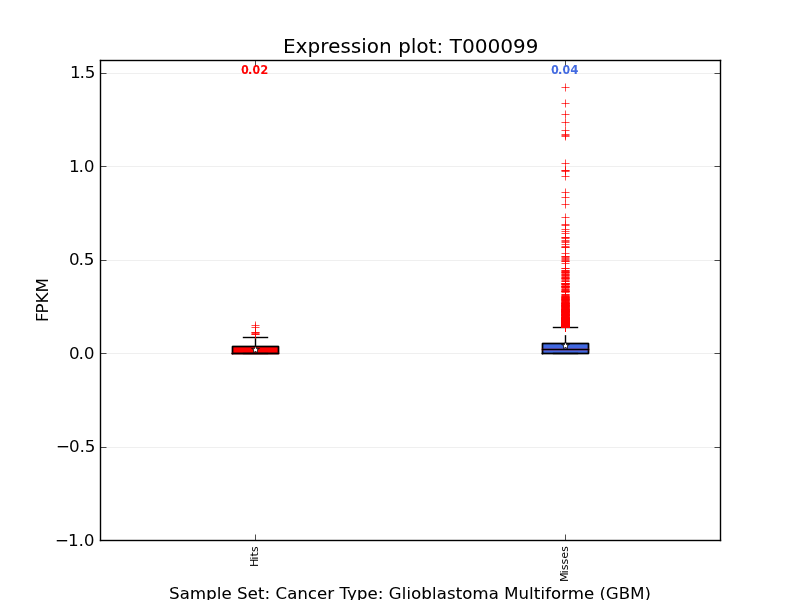 Expression plot: T000099
0.02
0.04
1.5
1.0
0.5
0.0
−0.5
−1.0
FPKM
Hits
Misses
Sample Set: Cancer Type: Glioblastoma Multiforme (GBM)